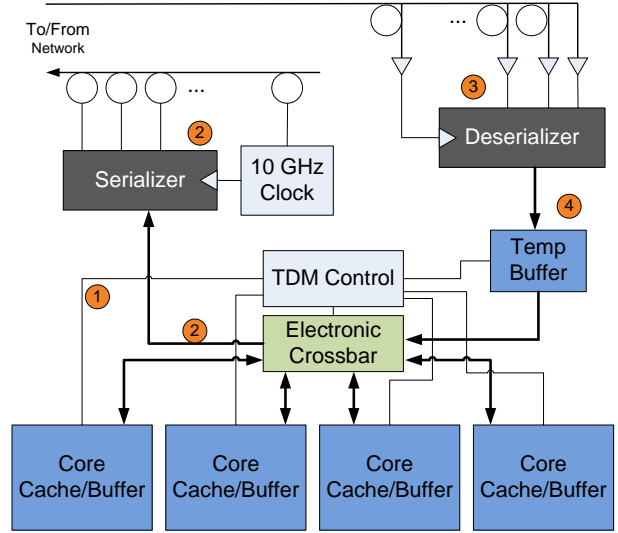 To/From
Network
...
...
3
2
Deserializer
Serializer
10 GHz
Clock
4
Temp
Buffer
TDM Control
1
2
Electronic
Crossbar
Core
Cache/Buffer
Core
Cache/Buffer
Core
Cache/Buffer
Core
Cache/Buffer